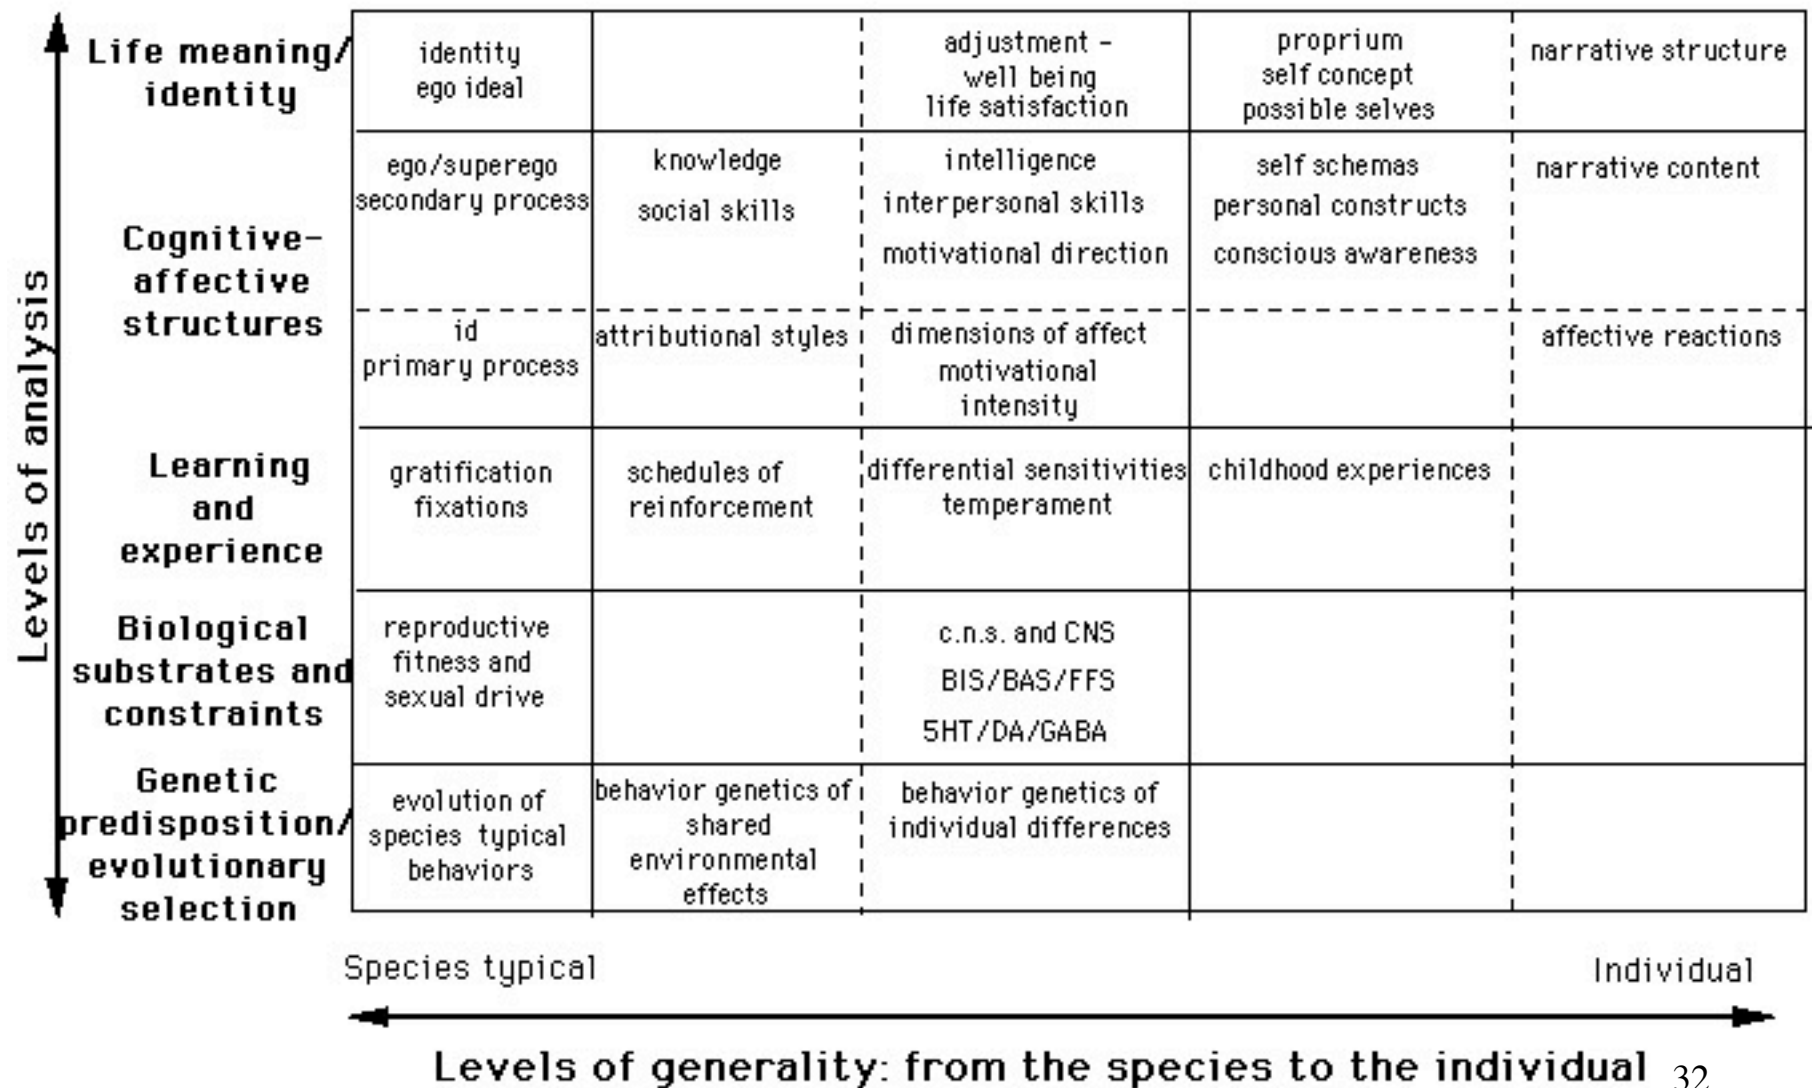 Levels of analysis
Life meaning/
identity
identity
ego ideal
adjustment -
well being
life satisfaction
proprium
self concept
possible selves
narrative structure
Cognitive-
affective
structures
ego/superego
secondary process
knowledge
social skills
intelligence
interpersonal skills
motivational direction
self schemas
personal constructs
conscious awareness
narrative content
id
primary process
attributional styles
dimensions of affect
motivational
intensity
affective reactions
Learning
and
experience
gratification
fixations
schedules of
reinforcement
differential sensitivities
temperament
childhood experiences
Biological
substrates and
constraints
reproductive
fitness and
sexual drive
c.n.s. and CNS
BIS/BAS/FFS
5HT/DA/GABA
Genetic
predisposition/
evolutionary
selection
evolution of
species typical
behaviors
behavior genetics of
shared
environmental
effects
behavior genetics of
individual differences
Species typical
Individual
Levels of generality: from the species to the individual
32